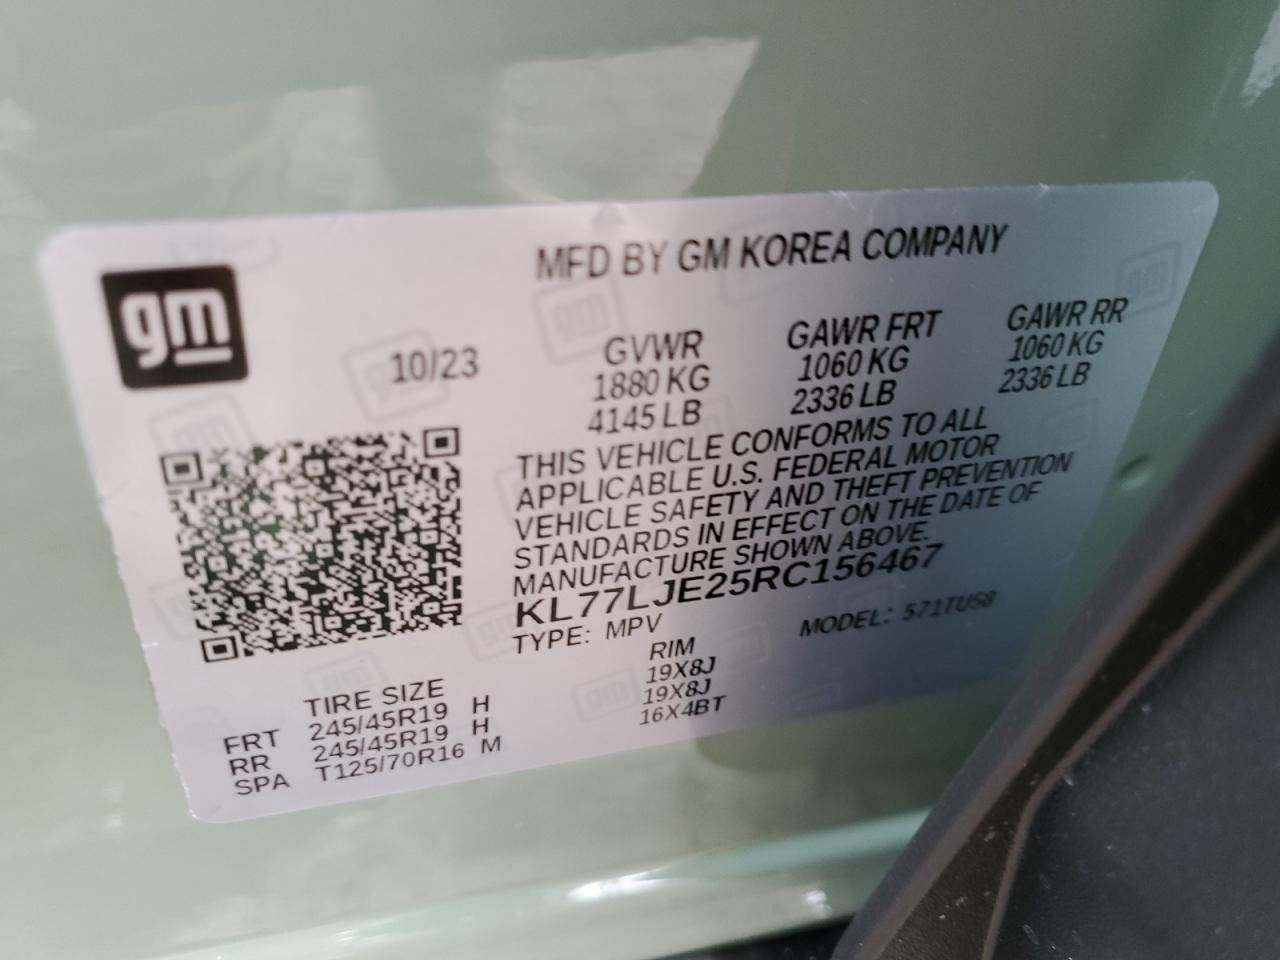 gm
MFD BY GM KOREA COMPANY
10/23
GVWR GAWR FRT GAWR RR
1880 KG 1060 KG 1060 KG
4145 LB 2336 LB 2336 LB
THIS VEHICLE CONFORMS TO ALL
APPLICABLE U.S. FEDERAL MOTOR
VEHICLE SAFETY AND THEFT PREVENTION
STANDARDS IN EFFECT ON THE DATE OF
MANUFACTURE SHOWN ABOVE.
KL77LJE25RC156467
TYPE: MPV MODEL: 571TU58
TIRE SIZE RIM
FRT 245/45R19 H 19X8J
RR 245/45R19 H 19X8J
SPA T125/70R16 M 16X4BT